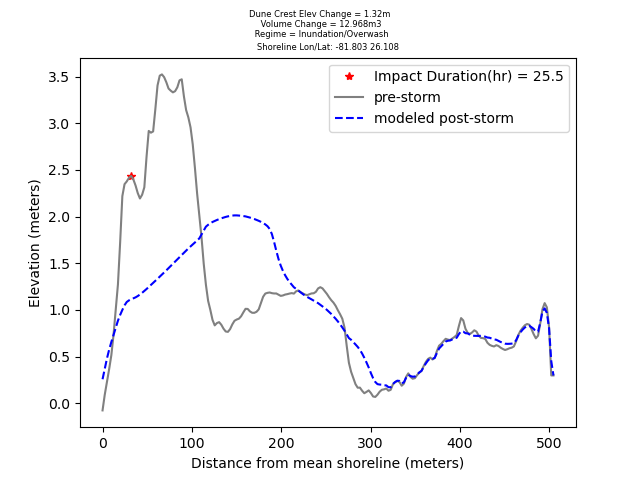 Dune Crest Elev Change = 1.32m
Volume Change = 12.968m3
Regime = Inundation/Overwash
Shoreline Lon/Lat: -81.803 26.108
Impact Duration(hr) = 25.5
pre-storm
modeled post-storm
3.5
3.0
2.5
2.0
1.5
1.0
0.5
0.0
Elevation (meters)
0 100 200 300 400 500
Distance from mean shoreline (meters)